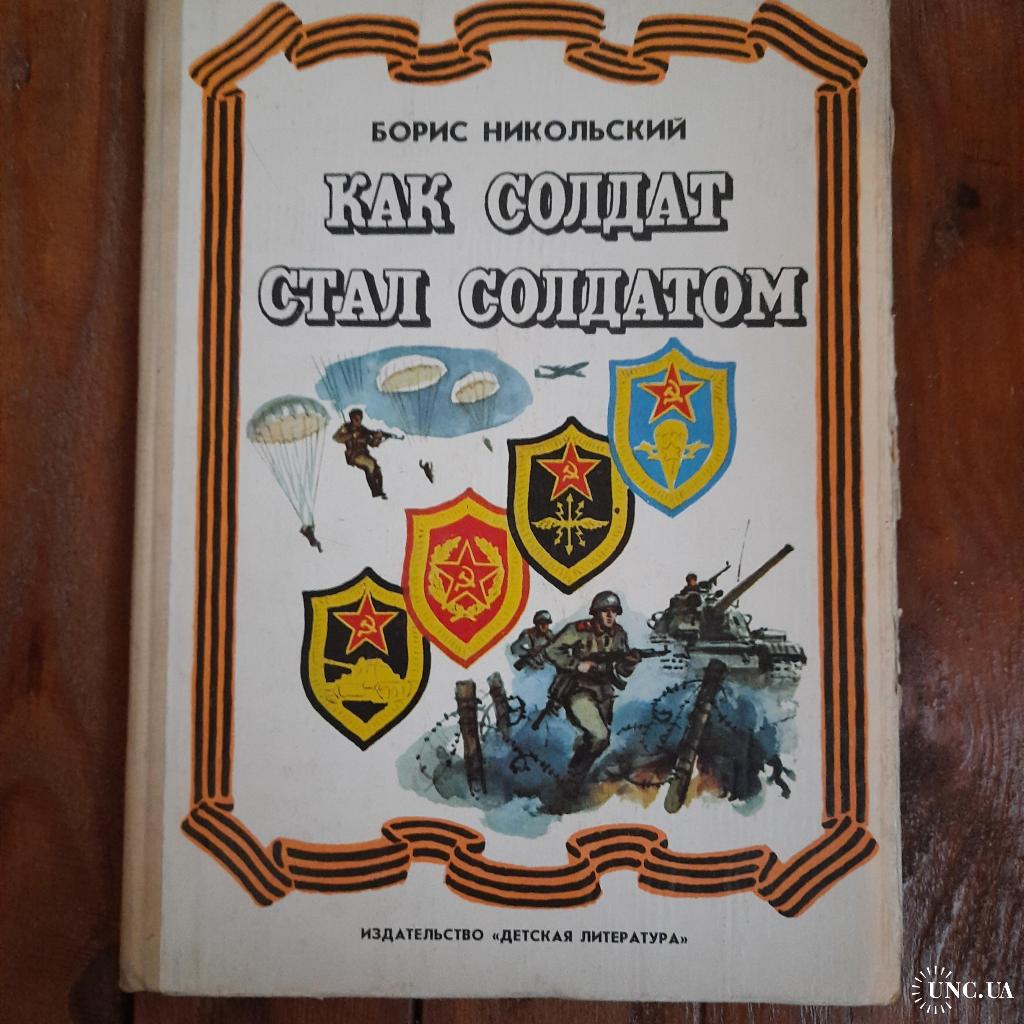 БОРИС НИКОЛЬСКИЙ
КАК СОЛДАТ
СТАЛ СОЛДАТОМ
ИЗДАТЕЛЬСТВО «ДЕТСКАЯ ЛИТЕРАТУРА»
UNC.UA